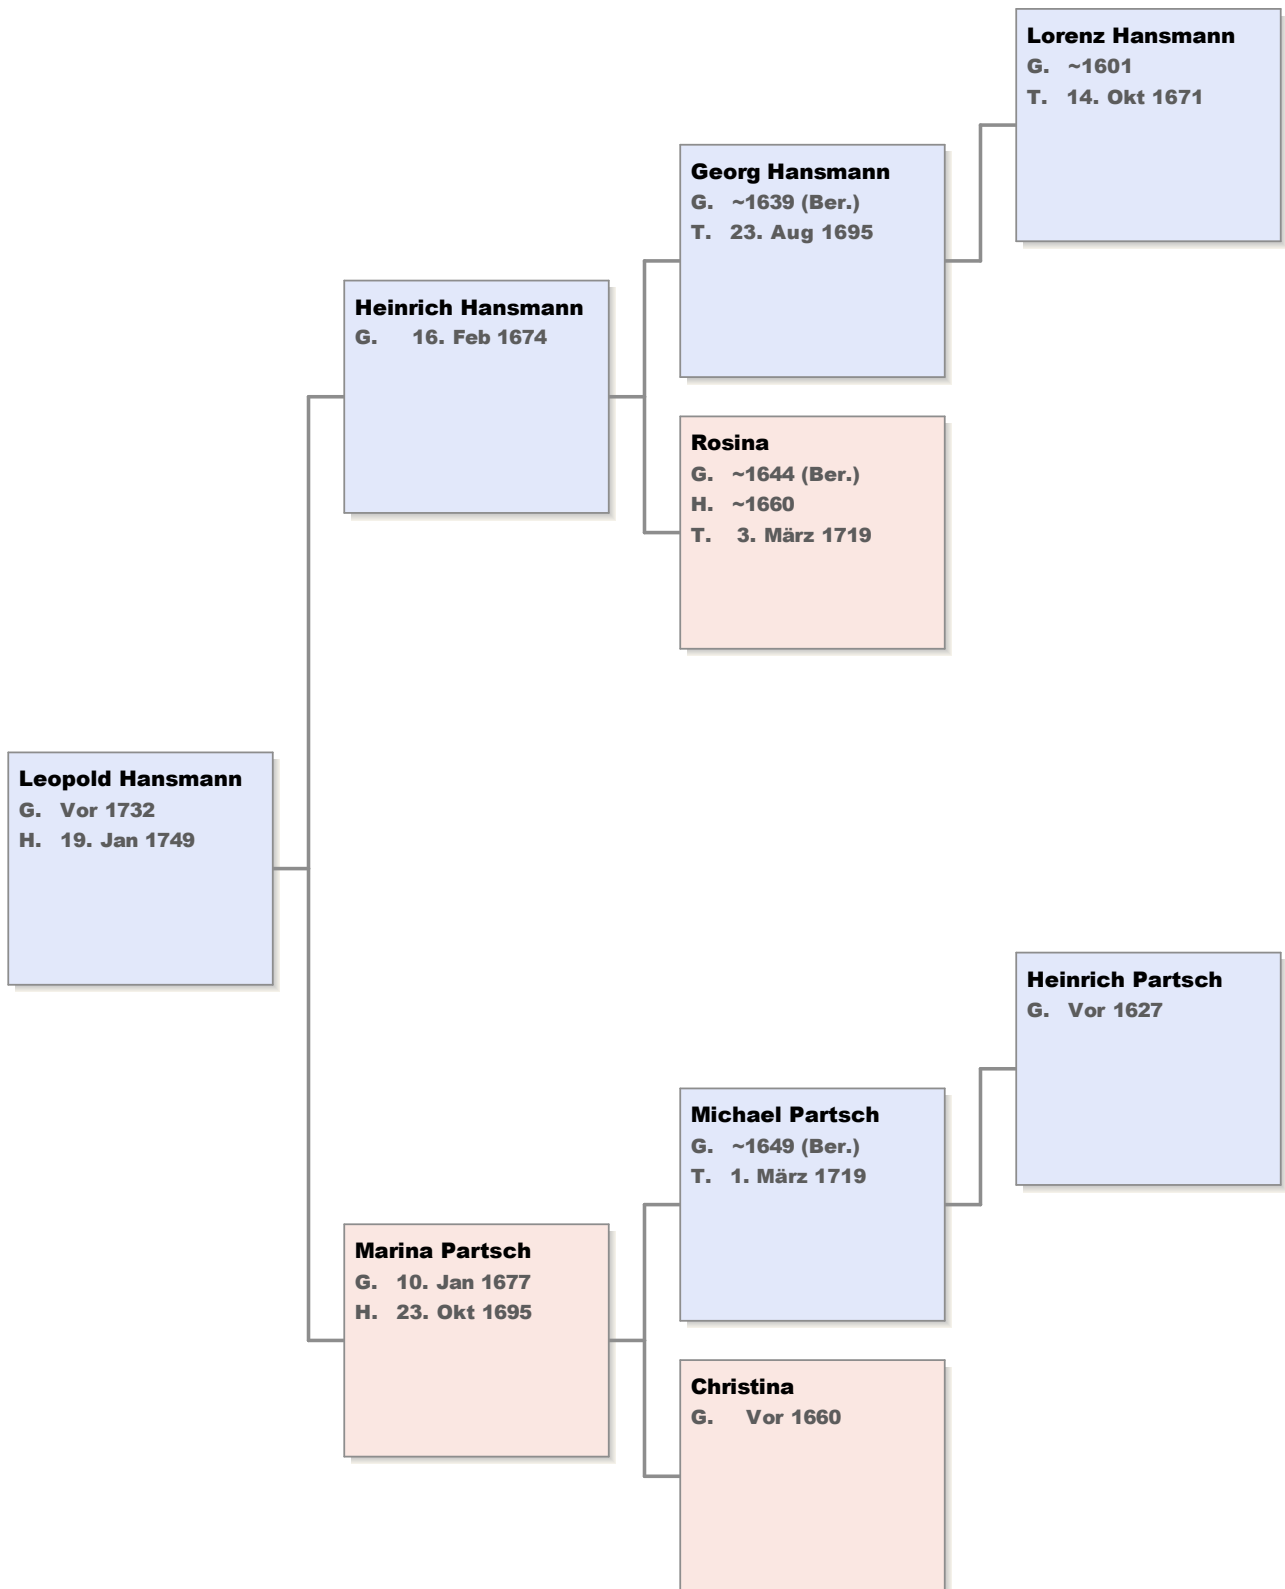 Lorenz Hansmann
G. ~1601
T. 14. Okt 1671
Georg Hansmann
G. ~1639 (Ber.)
T. 23. Aug 1695
Heinrich Hansmann
G. 16. Feb 1674
Rosina
G. ~1644 (Ber.)
H. ~1660
T. 3. März 1719
Leopold Hansmann
G. Vor 1732
H. 19. Jan 1749
Heinrich Partsch
G. Vor 1627
Michael Partsch
G. ~1649 (Ber.)
T. 1. März 1719
Marina Partsch
G. 10. Jan 1677
H. 23. Okt 1695
Christina
G. Vor 1660